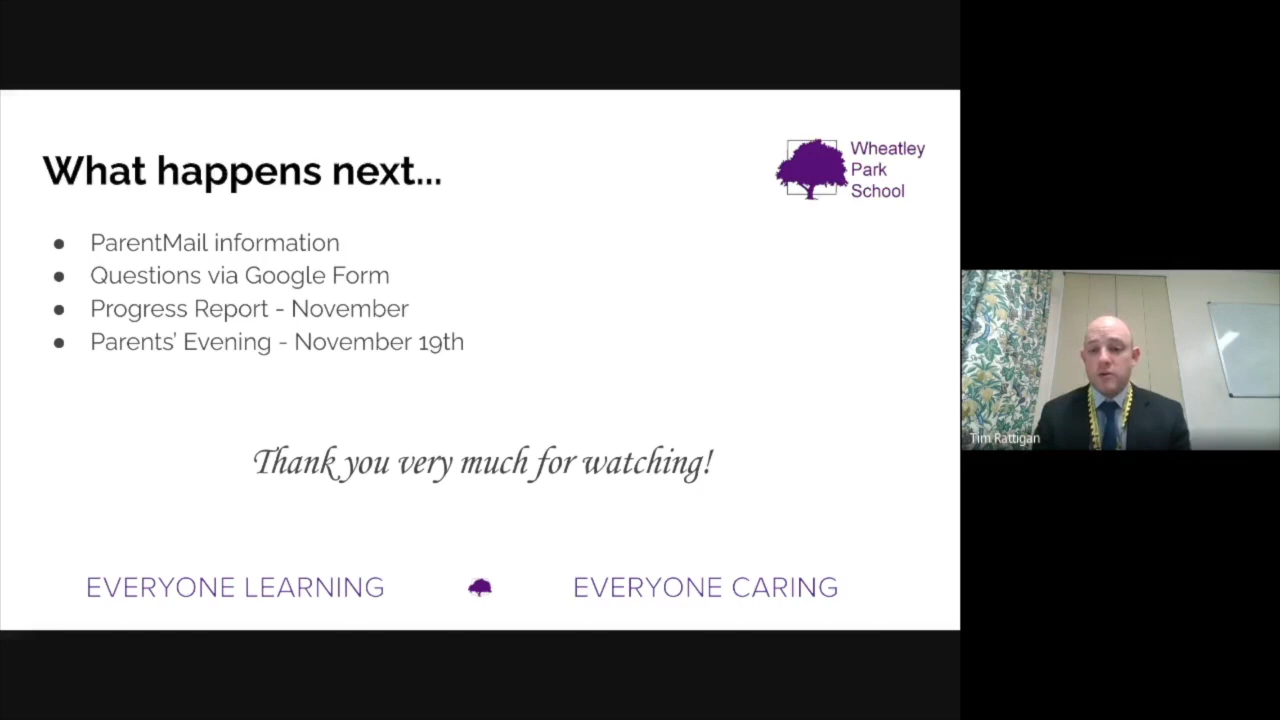 What happens next...
Wheatley
Park
School
● ParentMail information
● Questions via Google Form
● Progress Report - November
● Parents’ Evening - November 19th
Thank you very much for watching!
EVERYONE LEARNING EVERYONE CARING
Tim Rattigan